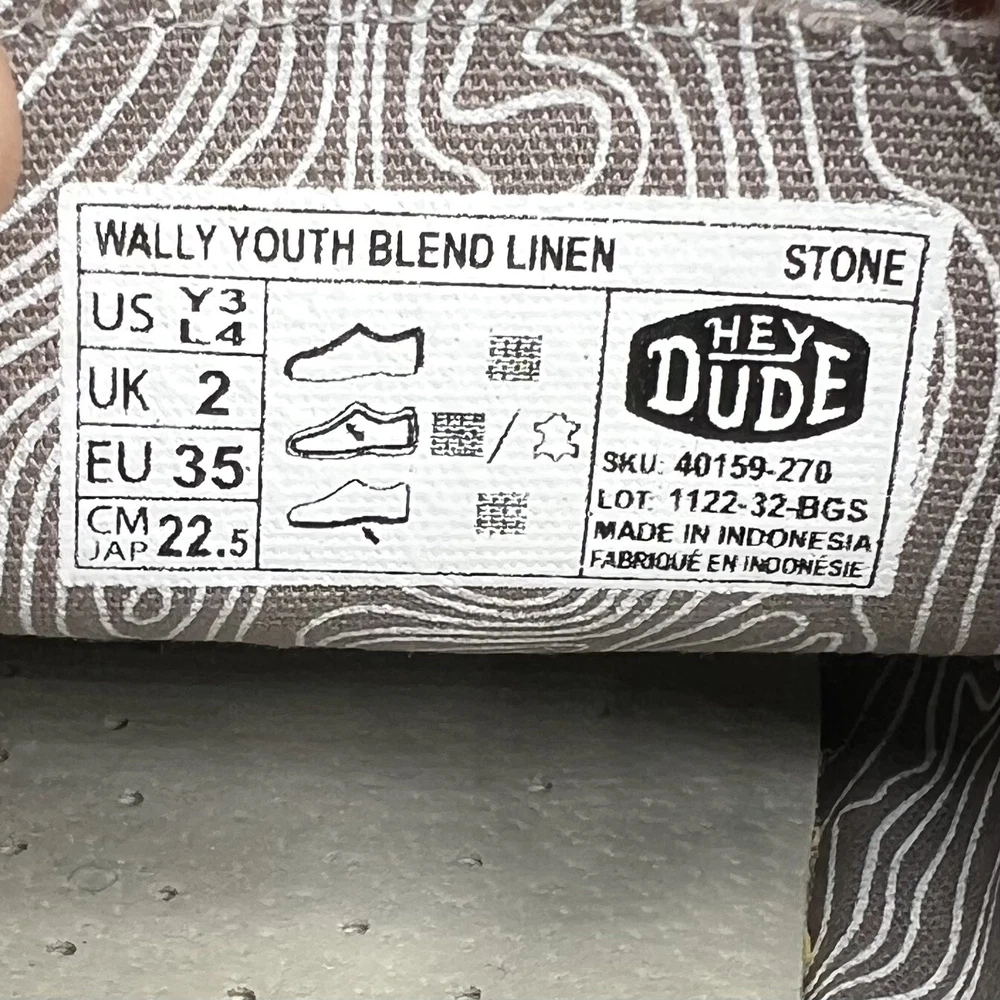 WALLY YOUTH BLEND LINEN STONE
US Y3 L4
UK 2
EU 35
CM JAP 22.5
HEY DUDE
SKU: 40159-270
LOT: 1122-32-BGS
MADE IN INDONESIA
FABRIQUÉ EN INDONÉSIE